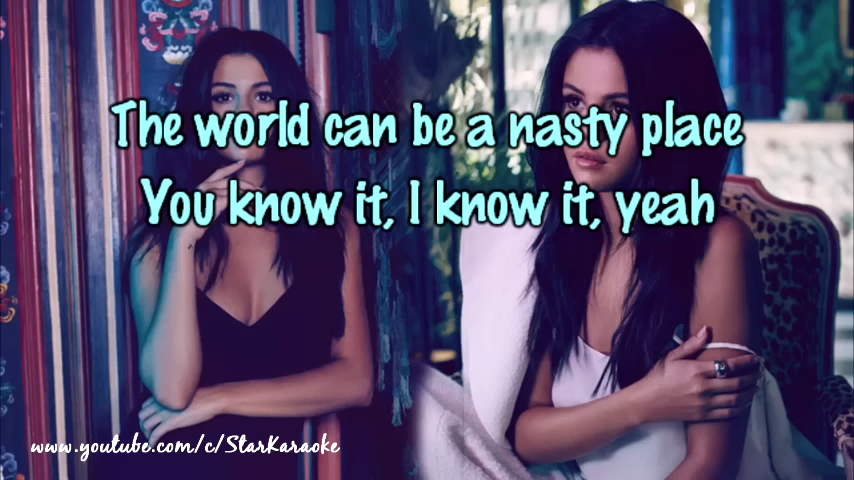 The world can be a nasty place
You know it, I know it, yeah
www.youtube.com/c/StarKaraoke